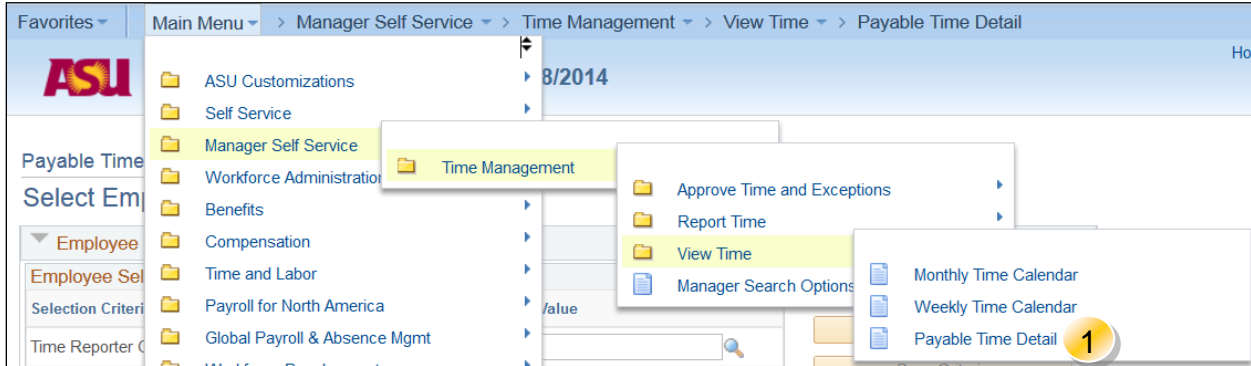 Favorites Main Menu > Manager Self Service > Time Management > View Time > Payable Time Detail
Ho
ASU
8/2014
ASU Customizations
Self Service
Manager Self Service
Workforce Administration
Benefits
Compensation
Time and Labor
Payroll for North America
Global Payroll & Absence Mgmt
Time Management
Approve Time and Exceptions
Report Time
View Time
Manager Search Options
Monthly Time Calendar
Weekly Time Calendar
Payable Time Detail 1
Payable Time
Select Em
Employee
Employee Sel
Selection Criteri
Value
Time Reporter G